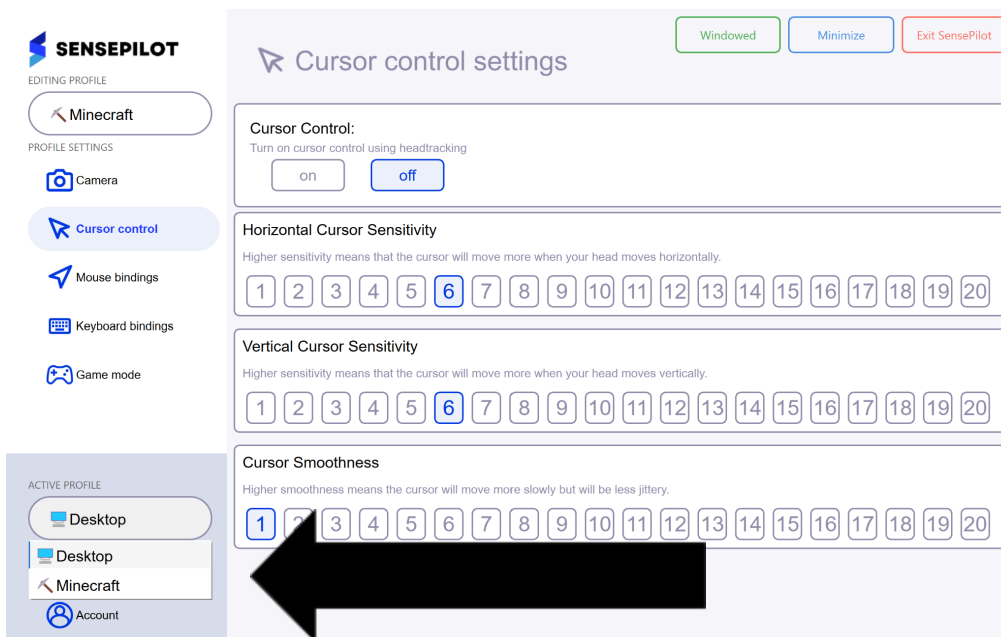 SENSEPILOT
EDITING PROFILE
Minecraft
PROFILE SETTINGS
Camera
Cursor control
Mouse bindings
Keyboard bindings
Game mode
ACTIVE PROFILE
Desktop
Desktop
Minecraft
Account
Windowed Minimize Exit SensePilot
Cursor control settings
Cursor Control:
Turn on cursor control using headtracking
on off
Horizontal Cursor Sensitivity
Higher sensitivity means that the cursor will move more when your head moves horizontally.
1 2 3 4 5 6 7 8 9 10 11 12 13 14 15 16 17 18 19 20
Vertical Cursor Sensitivity
Higher sensitivity means that the cursor will move more when your head moves vertically.
1 2 3 4 5 6 7 8 9 10 11 12 13 14 15 16 17 18 19 20
Cursor Smoothness
Higher smoothness means the cursor will move more slowly but will be less jittery.
1 2 3 4 5 6 7 8 9 10 11 12 13 14 15 16 17 18 19 20